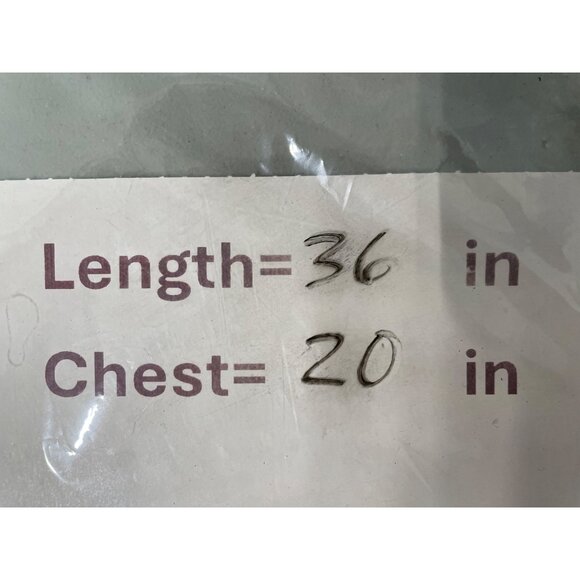 Length= 36 in
Chest= 20 in